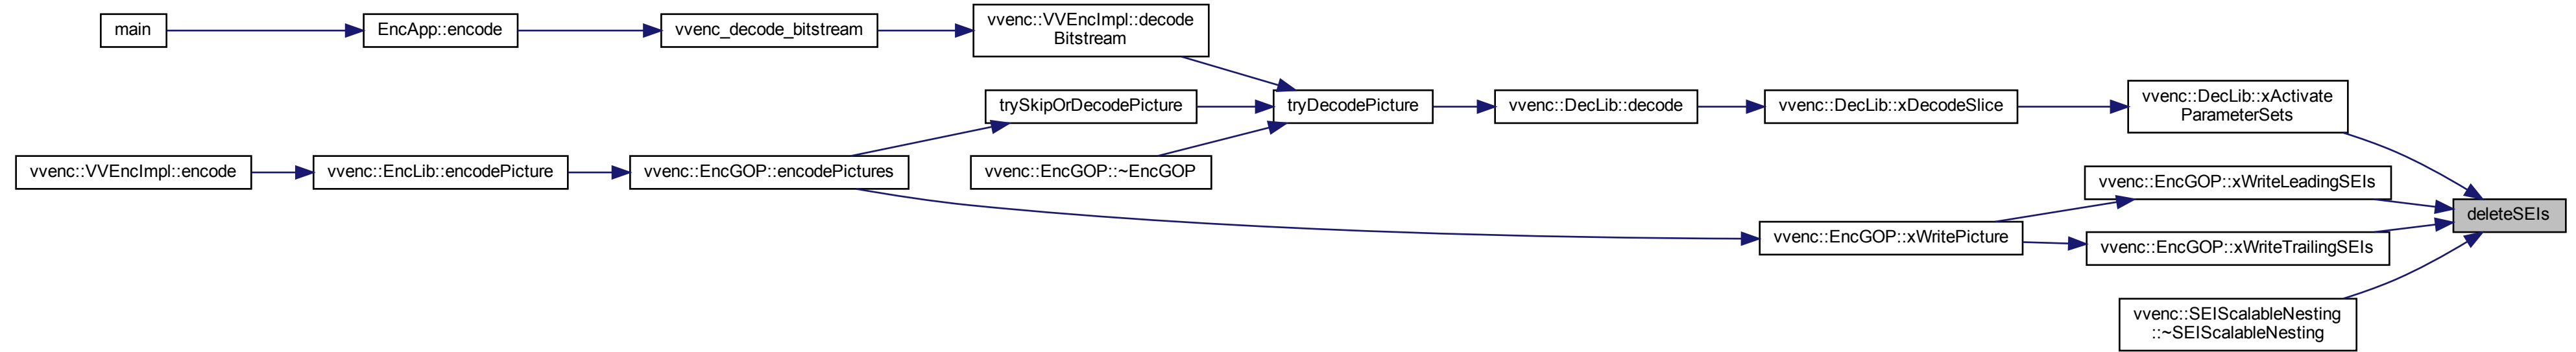 main
EncApp::encode
vvenc_decode_bitstream
vvenc::VVEncImpl::decode
Bitstream
trySkipOrDecodePicture
tryDecodePicture
vvenc::DecLib::decode
vvenc::DecLib::xDecodeSlice
vvenc::DecLib::xActivate
ParameterSets
vvenc::VVEncImpl::encode
vvenc::EncLib::encodePicture
vvenc::EncGOP::encodePictures
vvenc::EncGOP::~EncGOP
vvenc::EncGOP::xWriteLeadingSEIs
deleteSEIs
vvenc::EncGOP::xWritePicture
vvenc::EncGOP::xWriteTrailingSEIs
vvenc::SEIScalableNesting
::~SEIScalableNesting